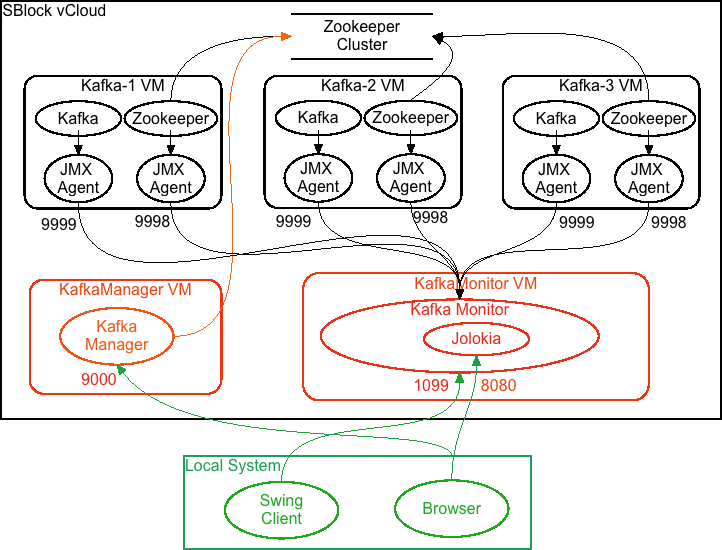 SBlock vCloud
Zookeeper
Cluster
Kafka-1 VM
Kafka
Zookeeper
JMX
Agent
JMX
Agent
9999
9998
Kafka-2 VM
Kafka
Zookeeper
JMX
Agent
JMX
Agent
9999
9998
Kafka-3 VM
Kafka
Zookeeper
JMX
Agent
JMX
Agent
9999
9998
KafkaManager VM
Kafka
Manager
9000
KafkaMonitor VM
Kafka Monitor
Jolokia
1099
8080
Local System
Swing
Client
Browser